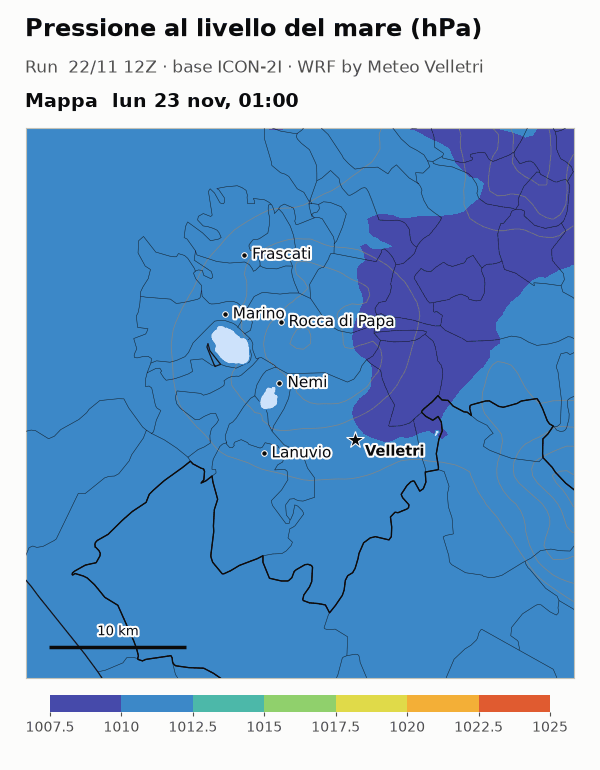 Pressione al livello del mare (hPa)
Run  22/11 12Z · base ICON-2I · WRF by Meteo Velletri
Mappa  lun 23 nov, 01:00
Frascati
Marino
Rocca di Papa
Nemi
Lanuvio
Velletri
10 km
1007.5 1010 1012.5 1015 1017.5 1020 1022.5 1025